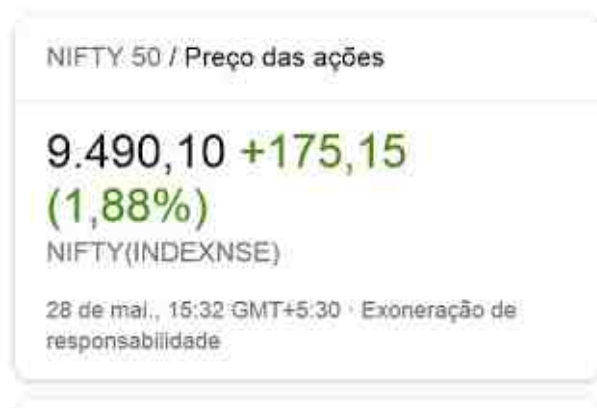 NIFTY 50 / Preço das ações
9.490,10 +175,15
(1,88%)
NIFTY(INDEXNSE)
28 de mai., 15:32 GMT+5:30 · Exoneração de
responsabilidade